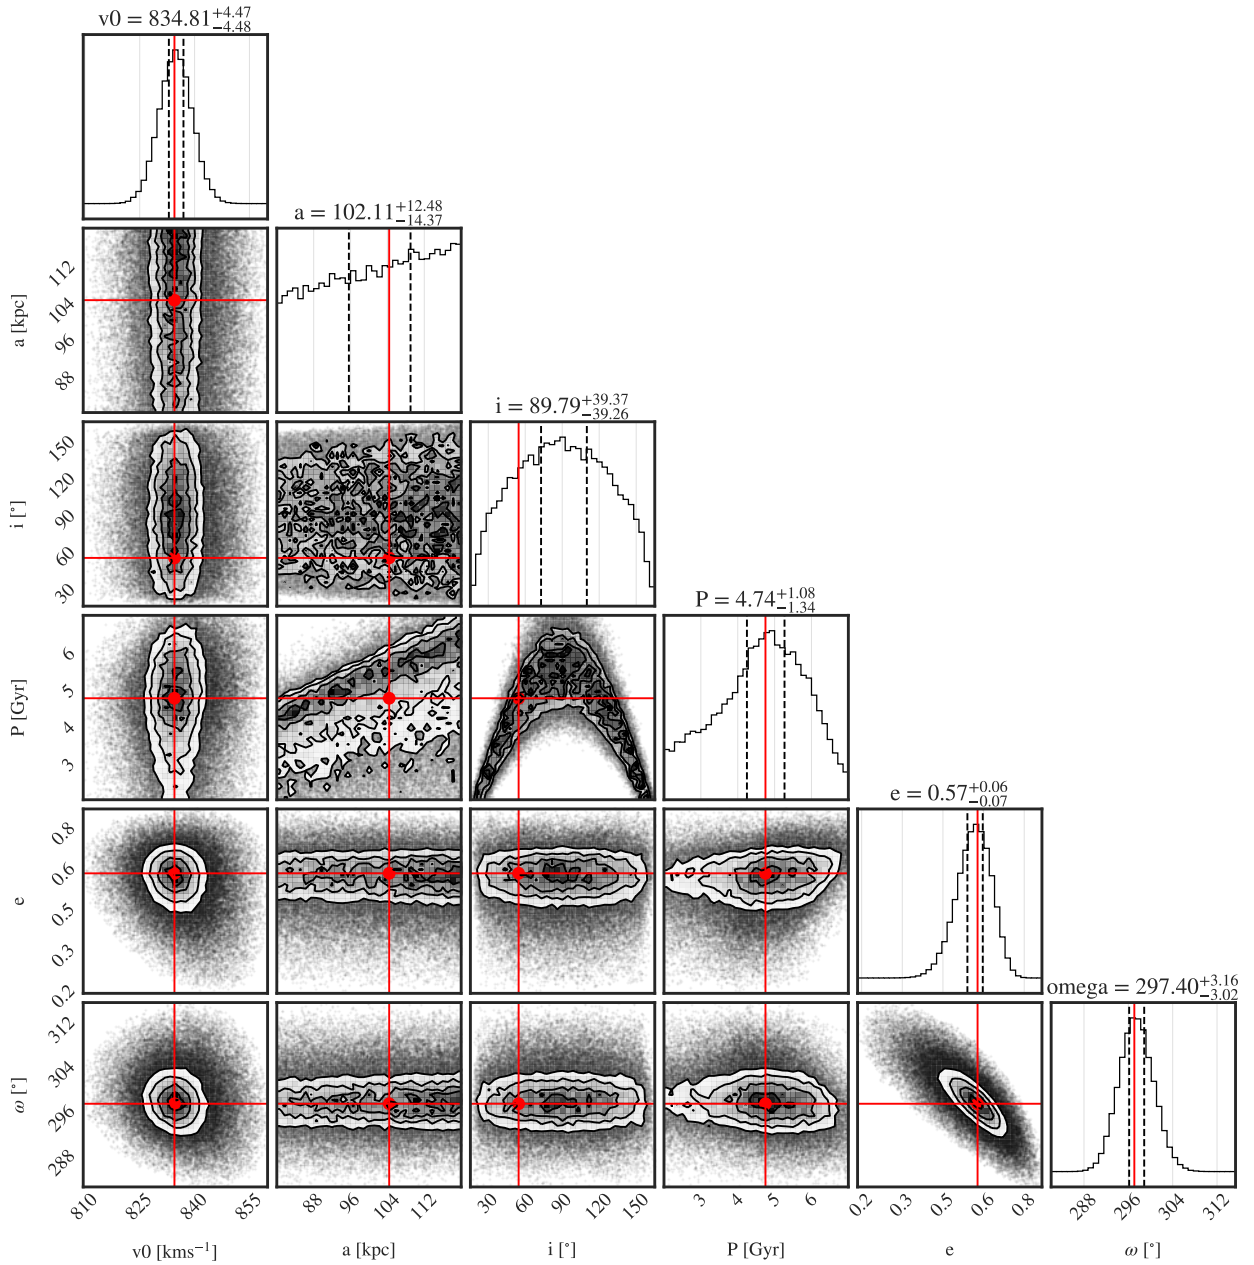 v0 = 834.81^{+4.47}_{-4.48}
a = 102.11^{+12.48}_{-14.37}
a [kpc]
112
104
96
88
i = 89.79^{+39.37}_{-39.26}
i [°]
150
120
90
60
30
P = 4.74^{+1.08}_{-1.34}
P [Gyr]
6
5
4
3
e = 0.57^{+0.06}_{-0.07}
e
0.8
0.6
0.5
0.3
0.2
omega = 297.40^{+3.16}_{-3.02}
ω [°]
312
304
296
288
810 825 840 855
88 96 104 112
30 60 90 120 150
3 4 5 6
0.2 0.3 0.5 0.6 0.8
288 296 304 312
v0 [kms⁻¹] a [kpc] i [°] P [Gyr] e ω [°]